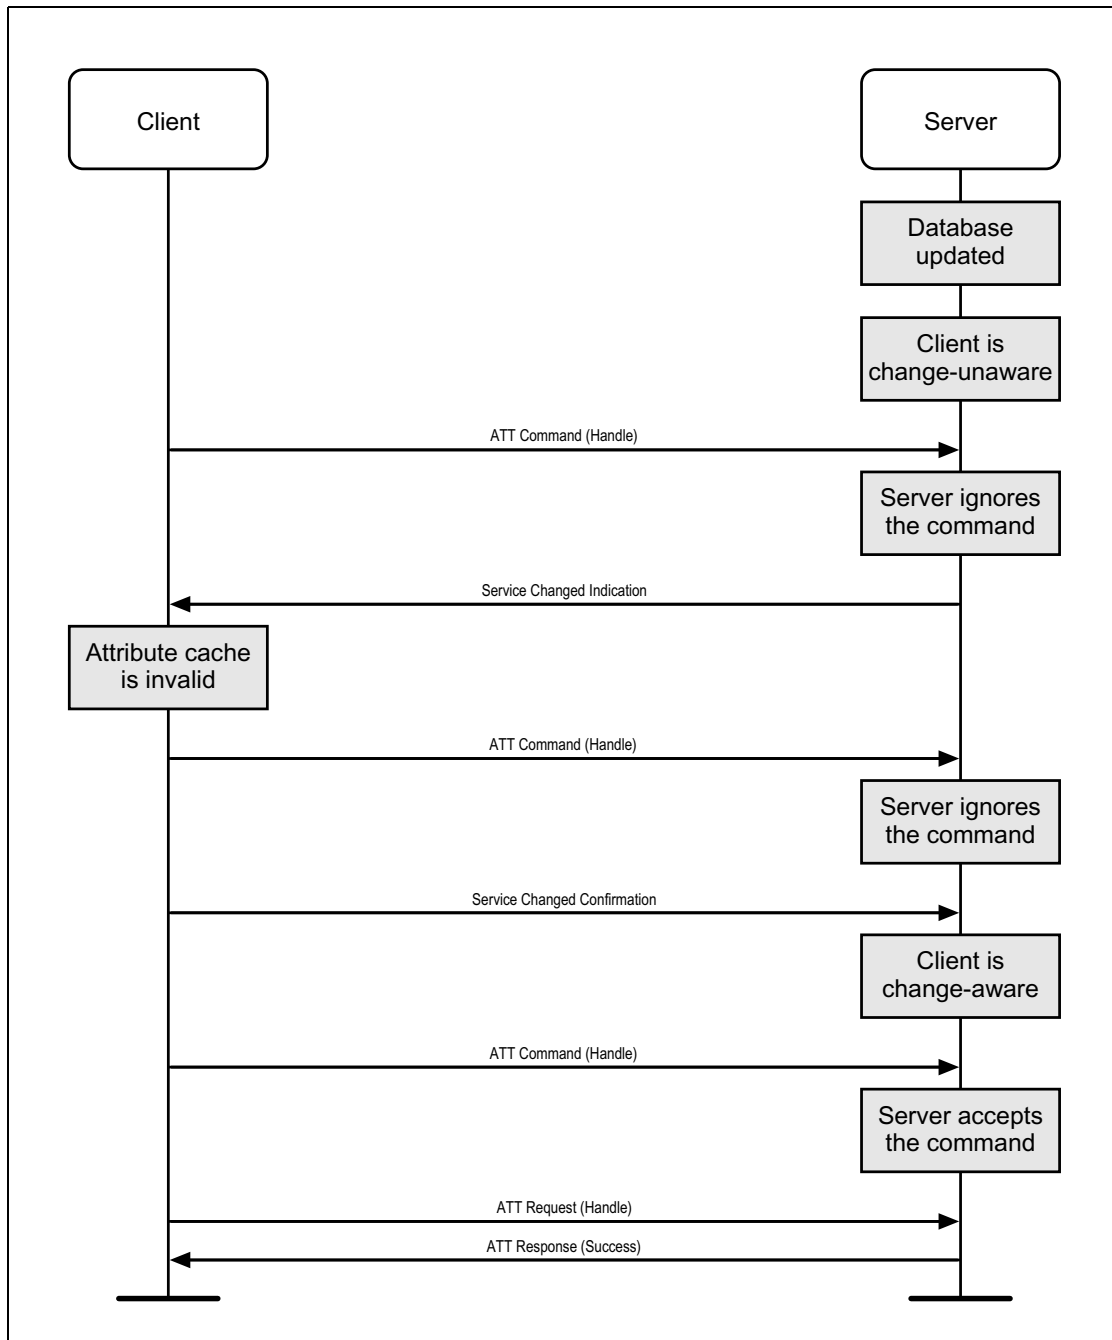 Client
Server
Database
updated
Client is
change-unaware
ATT Command (Handle)
Server ignores
the command
Service Changed Indication
Attribute cache
is invalid
ATT Command (Handle)
Server ignores
the command
Service Changed Confirmation
Client is
change-aware
ATT Command (Handle)
Server accepts
the command
ATT Request (Handle)
ATT Response (Success)